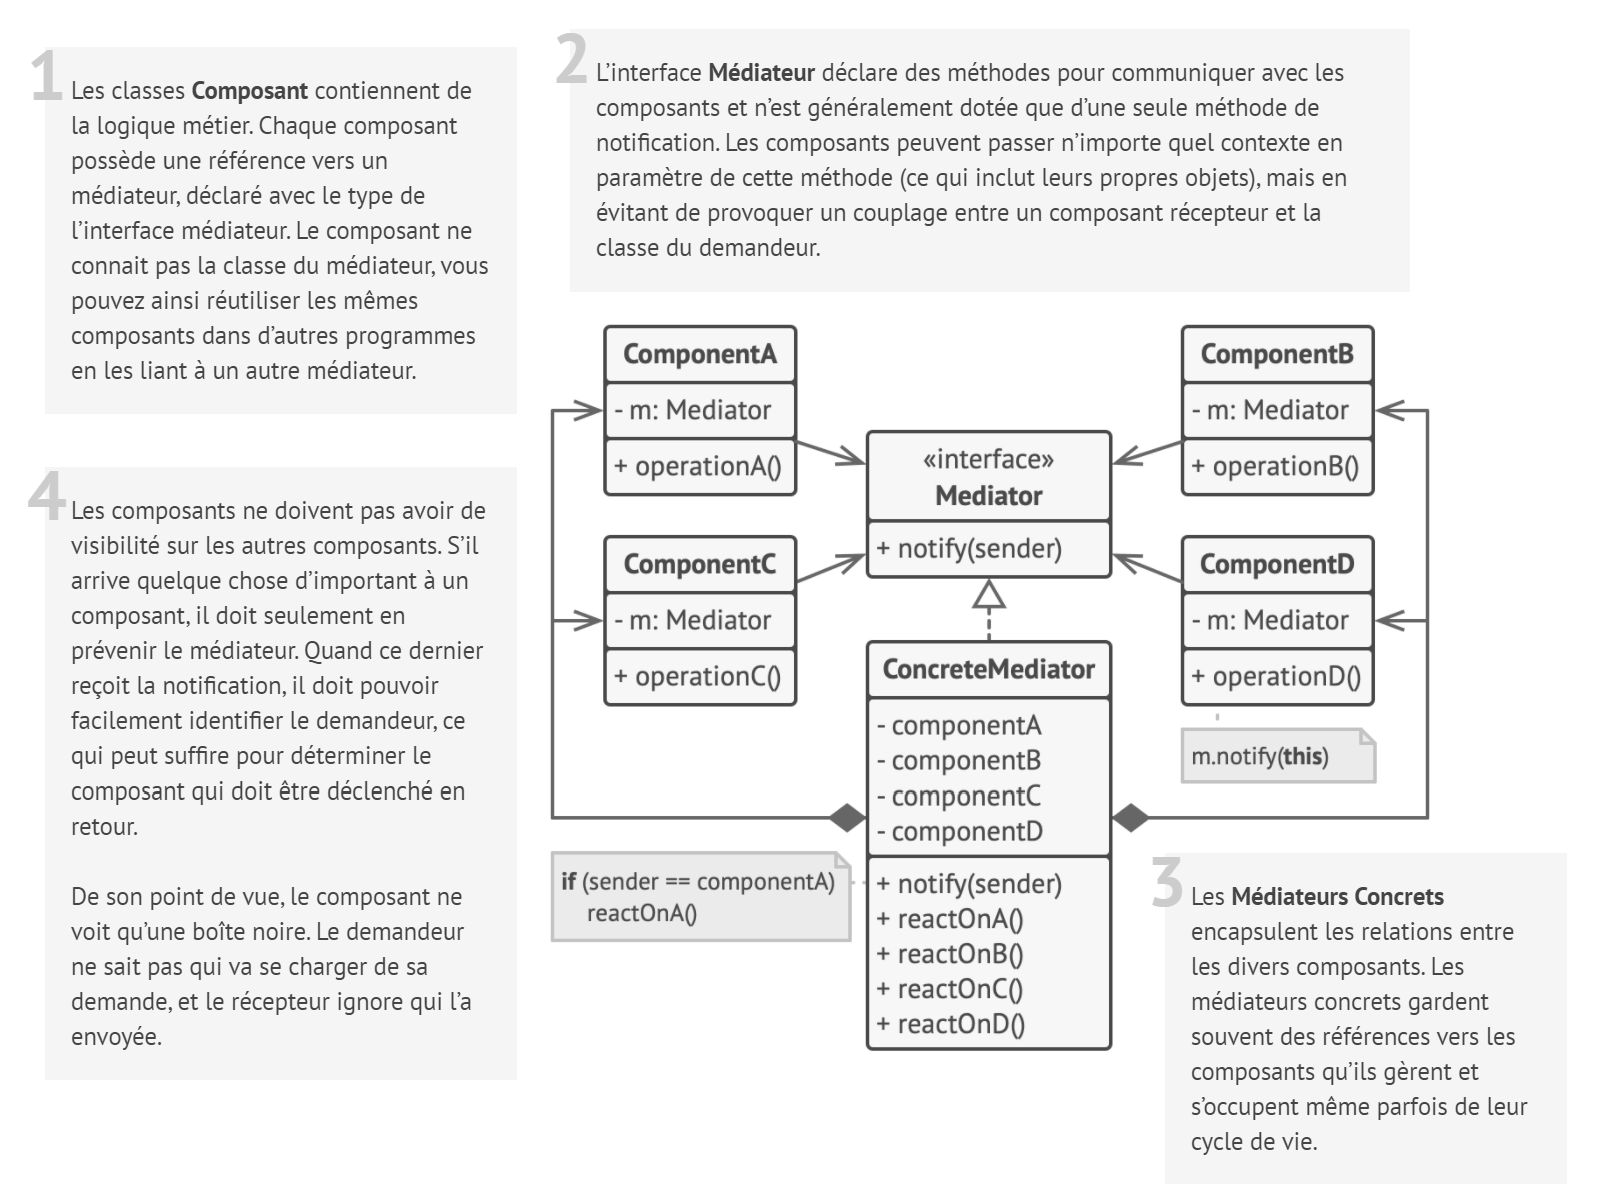 1
Les classes Composant contiennent de
la logique métier. Chaque composant
possède une référence vers un
médiateur, déclaré avec le type de
l’interface médiateur. Le composant ne
connait pas la classe du médiateur, vous
pouvez ainsi réutiliser les mêmes
composants dans d’autres programmes
en les liant à un autre médiateur.
2
L’interface Médiateur déclare des méthodes pour communiquer avec les
composants et n’est généralement dotée que d’une seule méthode de
notification. Les composants peuvent passer n’importe quel contexte en
paramètre de cette méthode (ce qui inclut leurs propres objets), mais en
évitant de provoquer un couplage entre un composant récepteur et la
classe du demandeur.
ComponentA
- m: Mediator
+ operationA()
ComponentB
- m: Mediator
+ operationB()
«interface»
Mediator
+ notify(sender)
ComponentC
- m: Mediator
+ operationC()
ComponentD
- m: Mediator
+ operationD()
m.notify(this)
ConcreteMediator
- componentA
- componentB
- componentC
- componentD
+ notify(sender)
+ reactOnA()
+ reactOnB()
+ reactOnC()
+ reactOnD()
if (sender == componentA)
reactOnA()
3
Les Médiateurs Concrets
encapsulent les relations entre
les divers composants. Les
médiateurs concrets gardent
souvent des références vers les
composants qu’ils gèrent et
s’occupent même parfois de leur
cycle de vie.
4
Les composants ne doivent pas avoir de
visibilité sur les autres composants. S’il
arrive quelque chose d’important à un
composant, il doit seulement en
prévenir le médiateur. Quand ce dernier
reçoit la notification, il doit pouvoir
facilement identifier le demandeur, ce
qui peut suffire pour déterminer le
composant qui doit être déclenché en
retour.
De son point de vue, le composant ne
voit qu’une boîte noire. Le demandeur
ne sait pas qui va se charger de sa
demande, et le récepteur ignore qui l’a
envoyée.